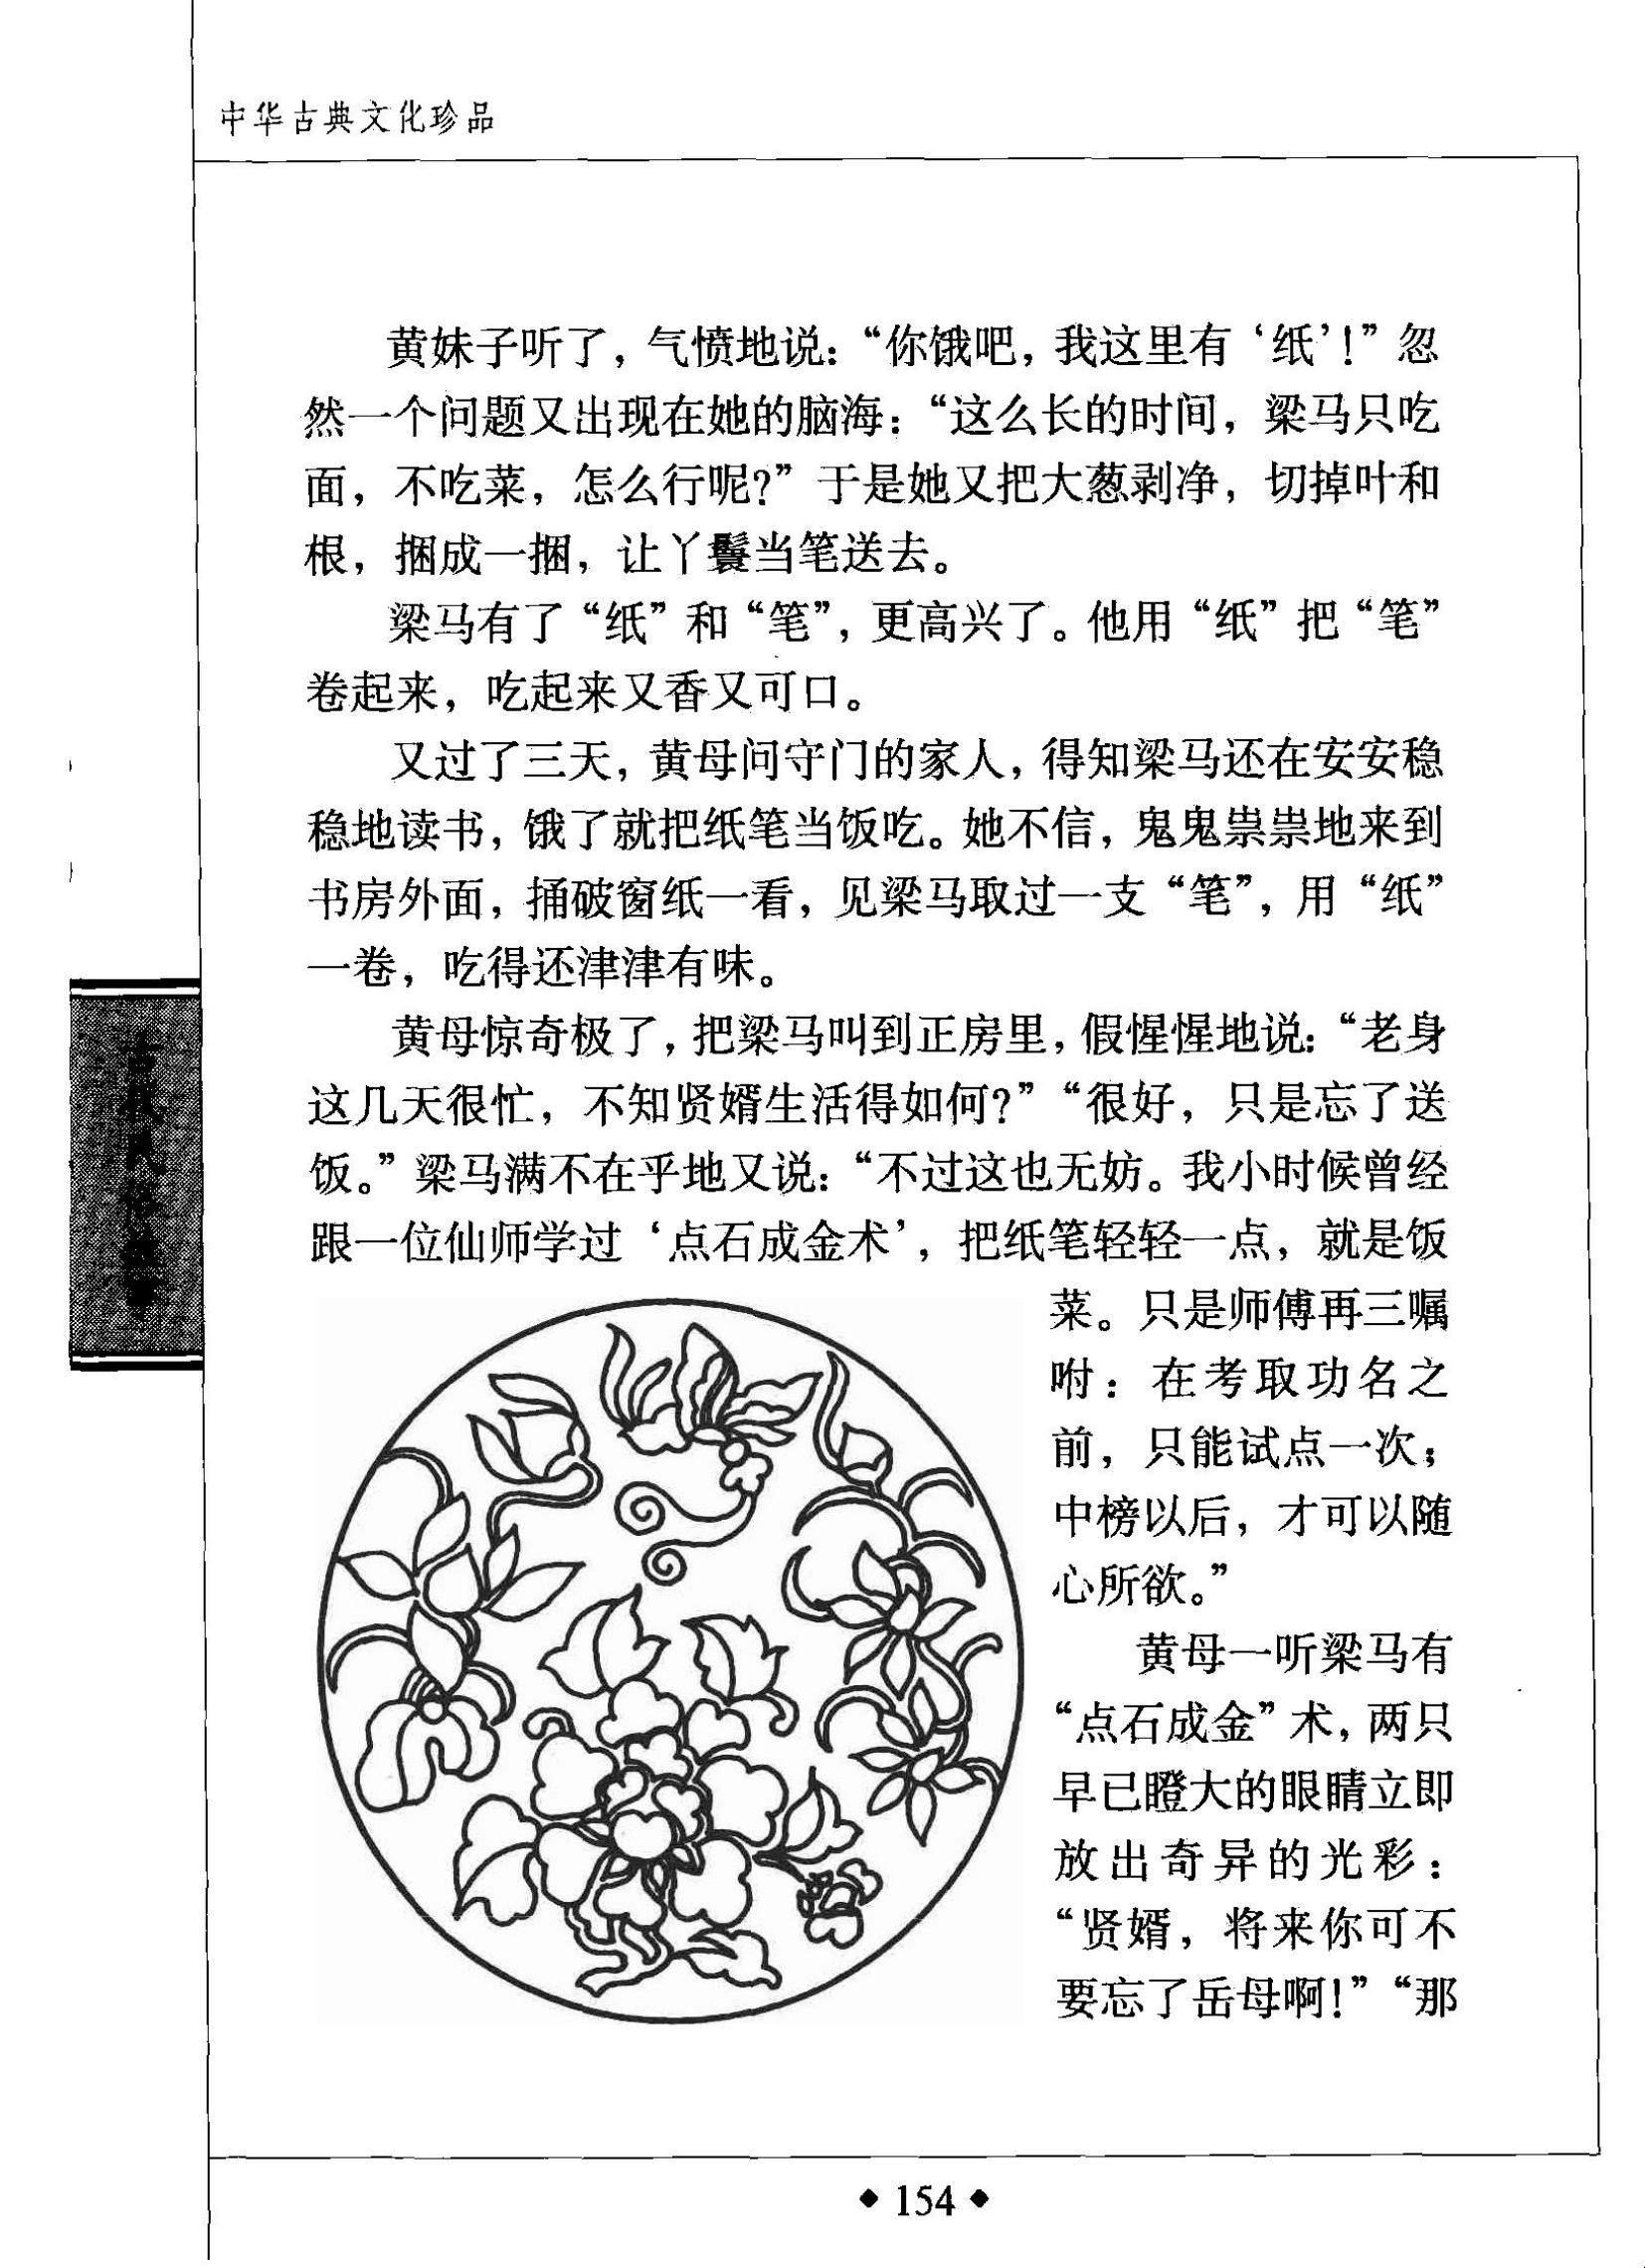 中华古典文化珍品
黄妹子听了，气愤地说：“你饿吧，我这里有‘纸’！”忽
然一个问题又出现在她的脑海：“这么长的时间，梁马只吃
面，不吃菜，怎么行呢？”于是她又把大葱剥净，切掉叶和
根，捆成一捆，让丫鬟当笔送去。
梁马有了“纸”和“笔”，更高兴了。他用“纸”把“笔”
卷起来，吃起来又香又可口。
又过了三天，黄母问守门的家人，得知梁马还在安安稳
稳地读书，饿了就把纸笔当饭吃。她不信，鬼鬼祟祟地来到
书房外面，捅破窗纸一看，见梁马取过一支“笔”，用“纸”
一卷，吃得还津津有味。
黄母惊奇极了，把梁马叫到正房里，假惺惺地说：“老身
这几天很忙，不知贤婿生活得如何？”“很好，只是忘了送
饭。”梁马满不在乎地又说：“不过这也无妨。我小时候曾经
跟一位仙师学过‘点石成金术’，把纸笔轻轻一点，就是饭
菜。只是师傅再三嘱
咐：在考取功名之
前，只能试点一次；
中榜以后，才可以随
心所欲。”
黄母一听梁马有
“点石成金”术，两只
早已瞪大的眼睛立即
放出奇异的光彩：
“贤婿，将来你可不
要忘了岳母啊！”“那
154